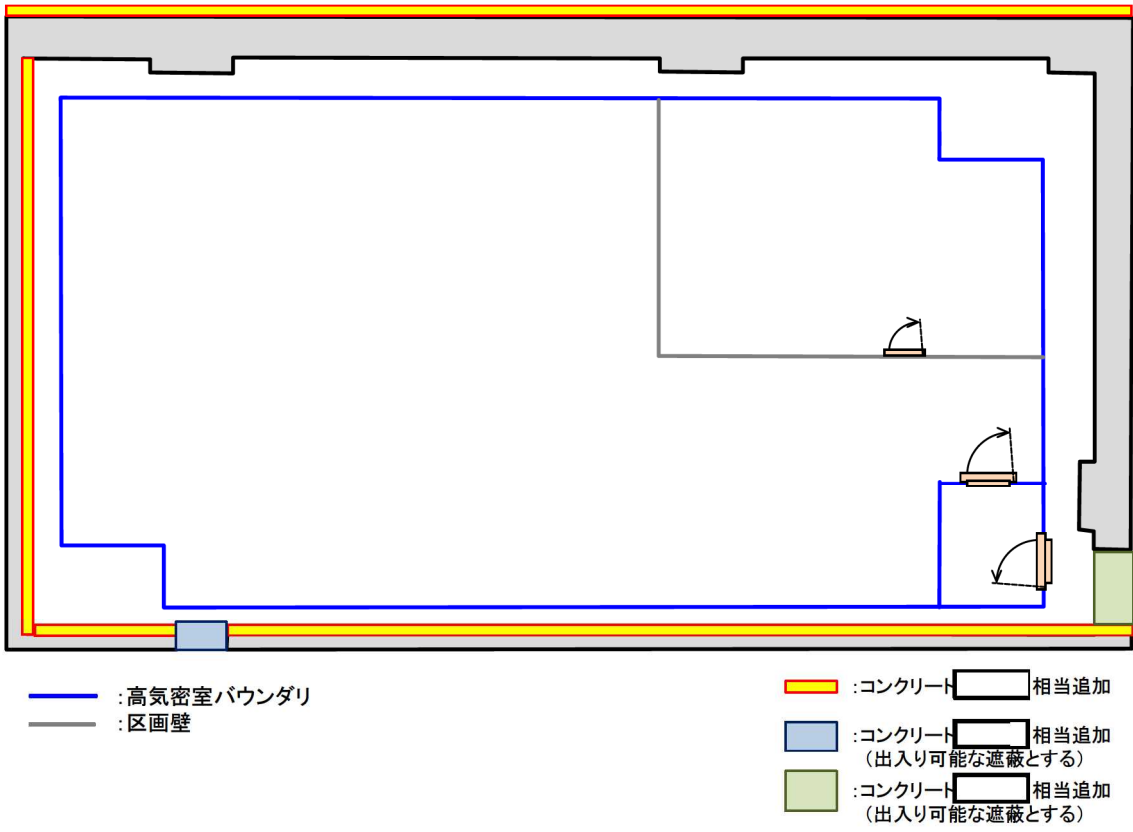 :高気密室バウンダリ
:区画壁
:コンクリート 相当追加
:コンクリート 相当追加
(出入り可能な遮蔽とする)
:コンクリート 相当追加
(出入り可能な遮蔽とする)